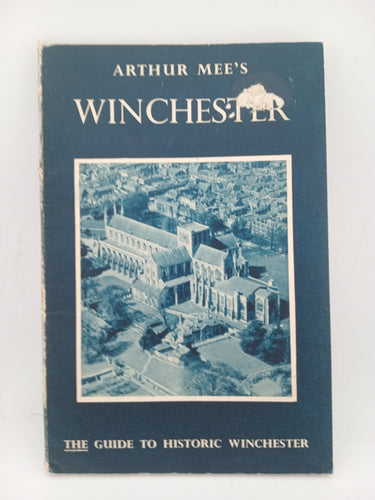 ARTHUR MEE'S
WINCHESTER
THE GUIDE TO HISTORIC WINCHESTER